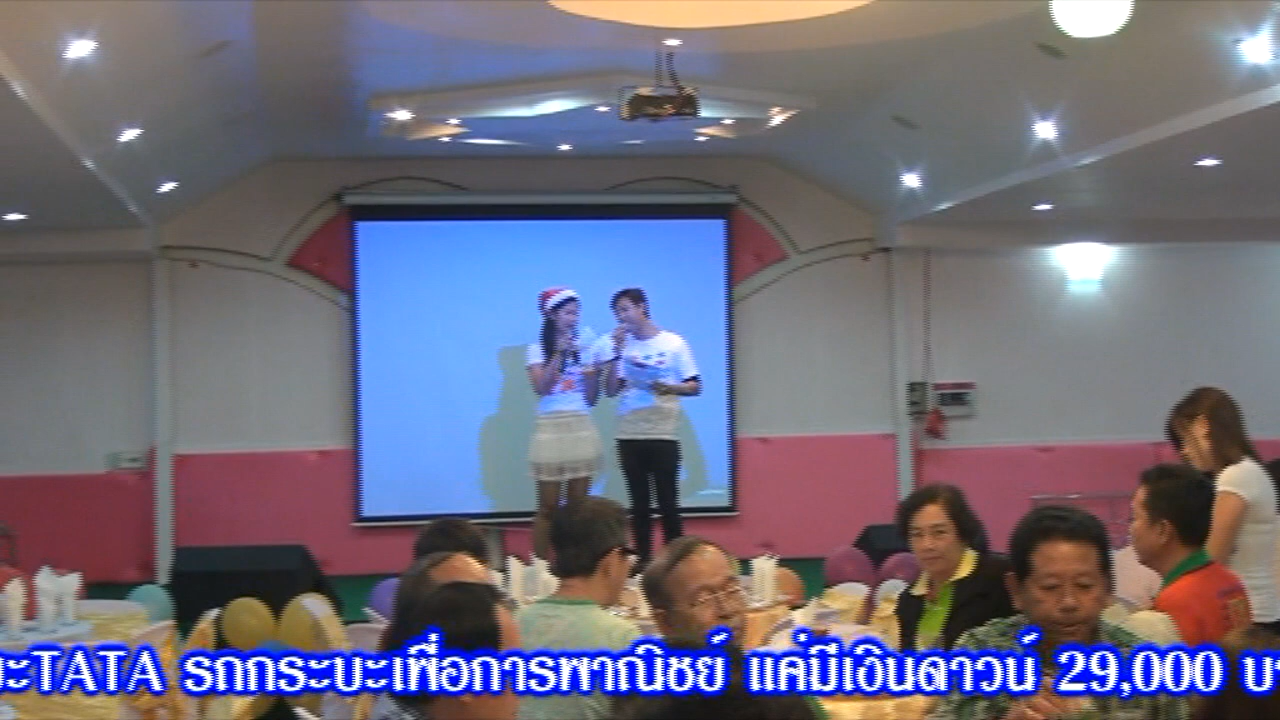 ะTATA รถกระบะเพื่อการพาณิชย์ แค่มีเงินดาวน์ 29,000 บา